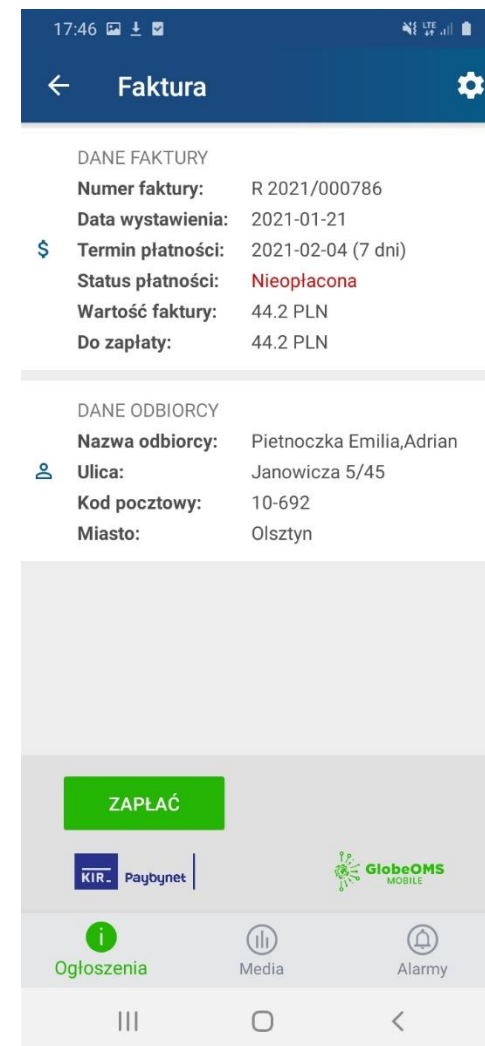 17:46
LTE
Faktura
DANE FAKTURY
Numer faktury: R 2021/000786
Data wystawienia: 2021-01-21
$ Termin płatności: 2021-02-04 (7 dni)
Status płatności: Nieopłacona
Wartość faktury: 44.2 PLN
Do zapłaty: 44.2 PLN
DANE ODBIORCY
Nazwa odbiorcy: Pietnoczka Emilia,Adrian
Ulica: Janowicza 5/45
Kod pocztowy: 10-692
Miasto: Olsztyn
ZAPŁAĆ
KIR Paybynet
GlobeOMS
MOBILE
Ogłoszenia Media Alarmy